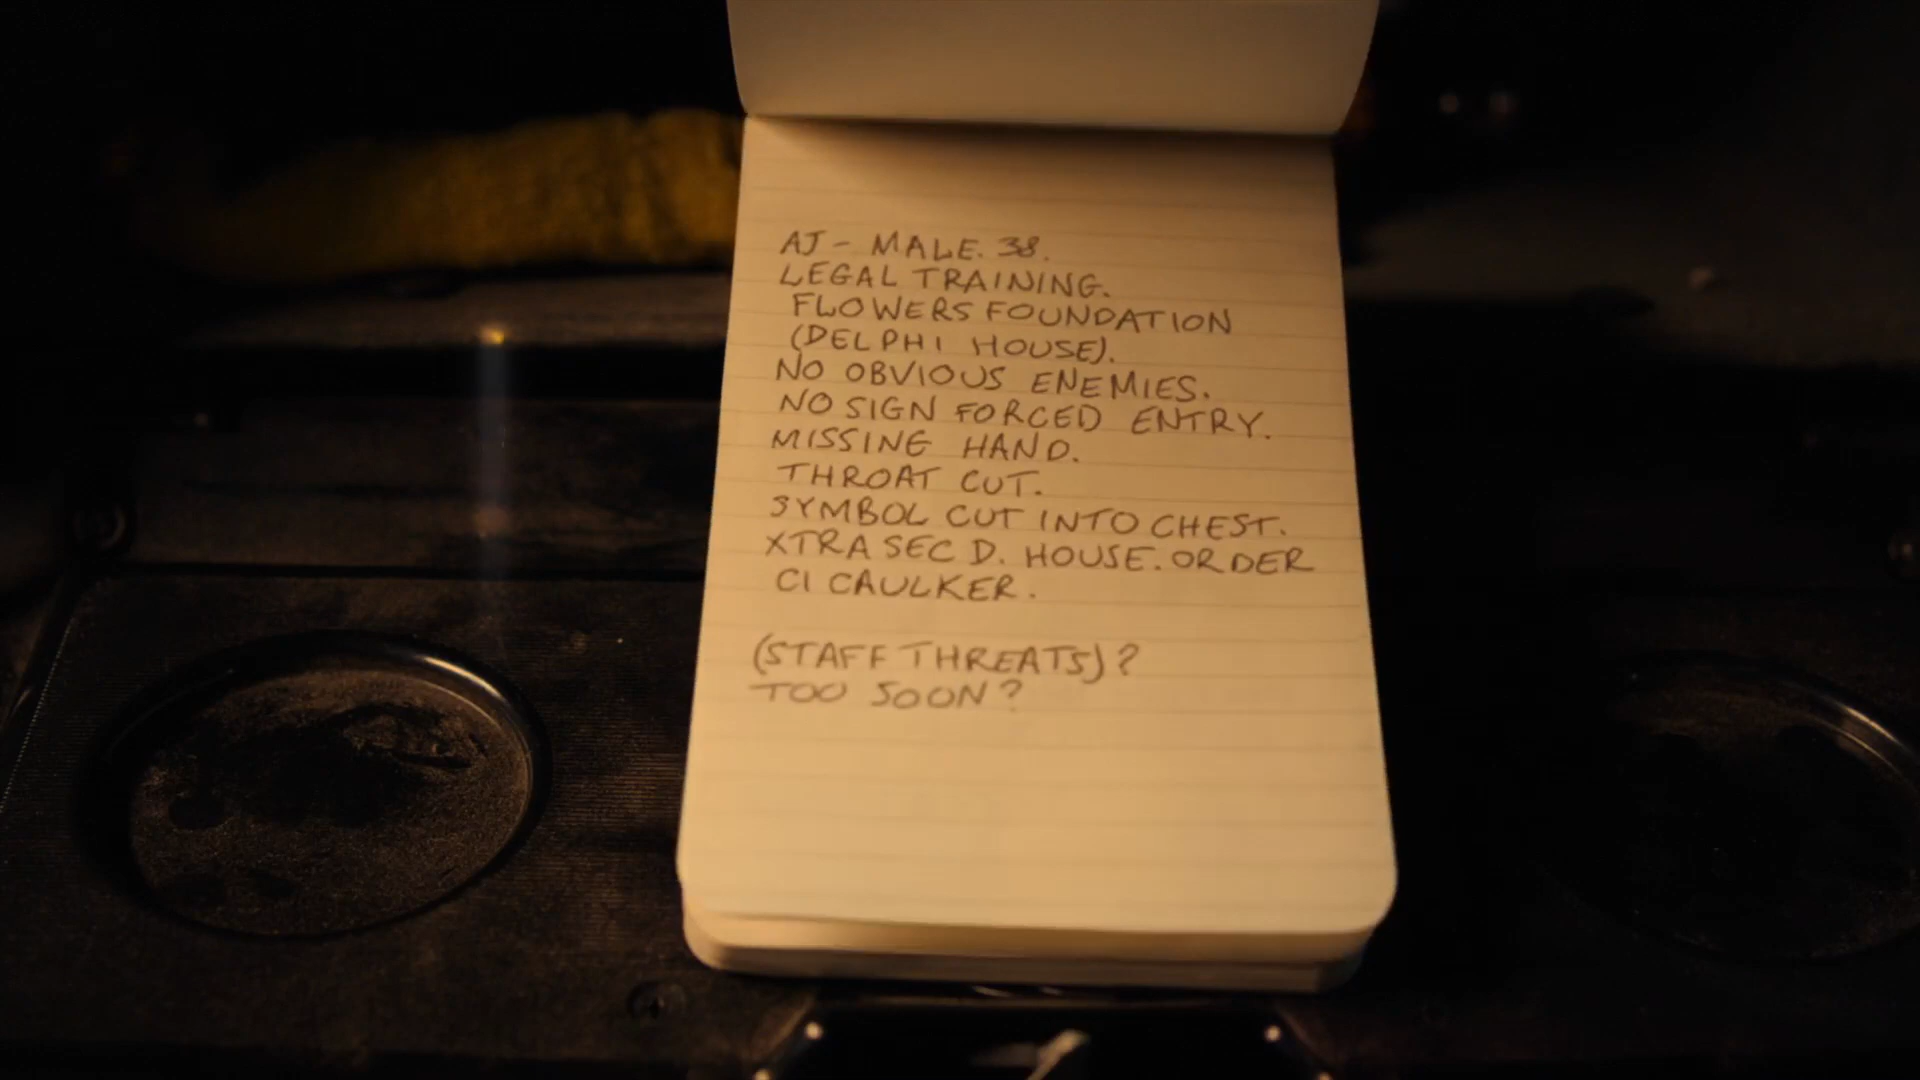 AJ - MALE. 38.
LEGAL TRAINING.
FLOWERS FOUNDATION
(DELPHI HOUSE).
NO OBVIOUS ENEMIES.
NO SIGN FORCED ENTRY.
MISSING HAND.
THROAT CUT.
SYMBOL CUT INTO CHEST.
XTRA SEC D. HOUSE. ORDER
CI CAULKER.
(STAFF THREATS)?
TOO SOON?